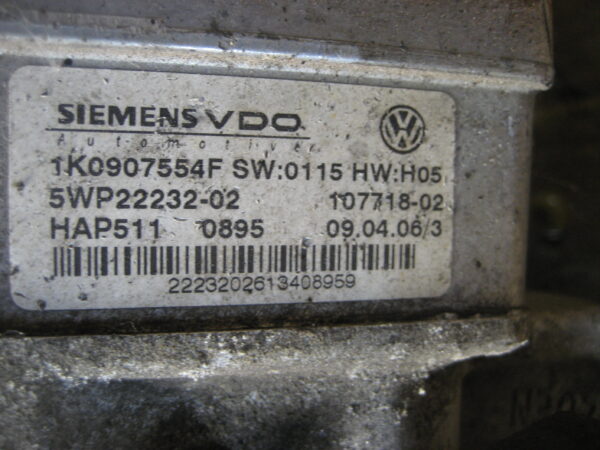 SIEMENS VDO
Automotive
1K0907554F SW:0115 HW:H05
5WP22232-02 107718-02
HAP511 0895 09.04.06/3
2223202613408959